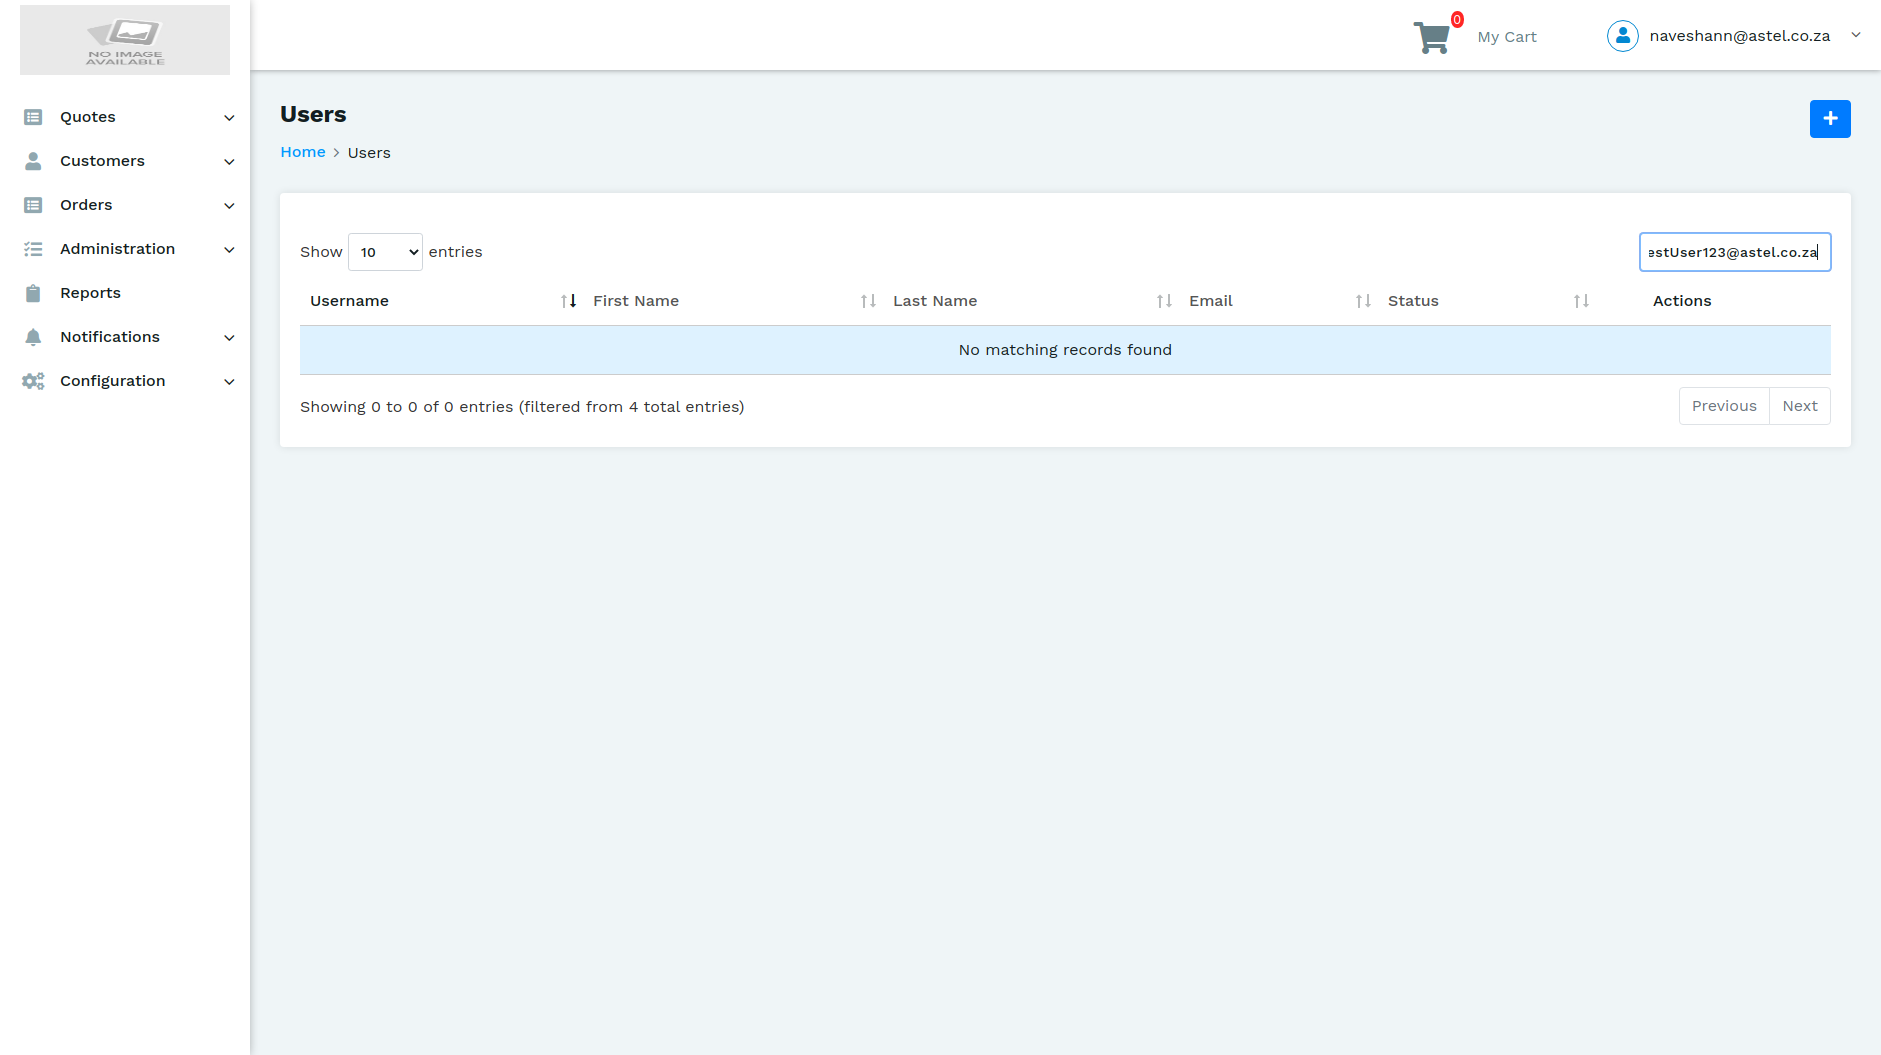 NO IMAGE
AVAILABLE
0
My Cart
naveshann@astel.co.za
Quotes
Customers
Orders
Administration
Reports
Notifications
Configuration
Users
Home > Users
Show 10 entries
estUser123@astel.co.za
Username First Name Last Name Email Status Actions
No matching records found
Showing 0 to 0 of 0 entries (filtered from 4 total entries)
Previous Next